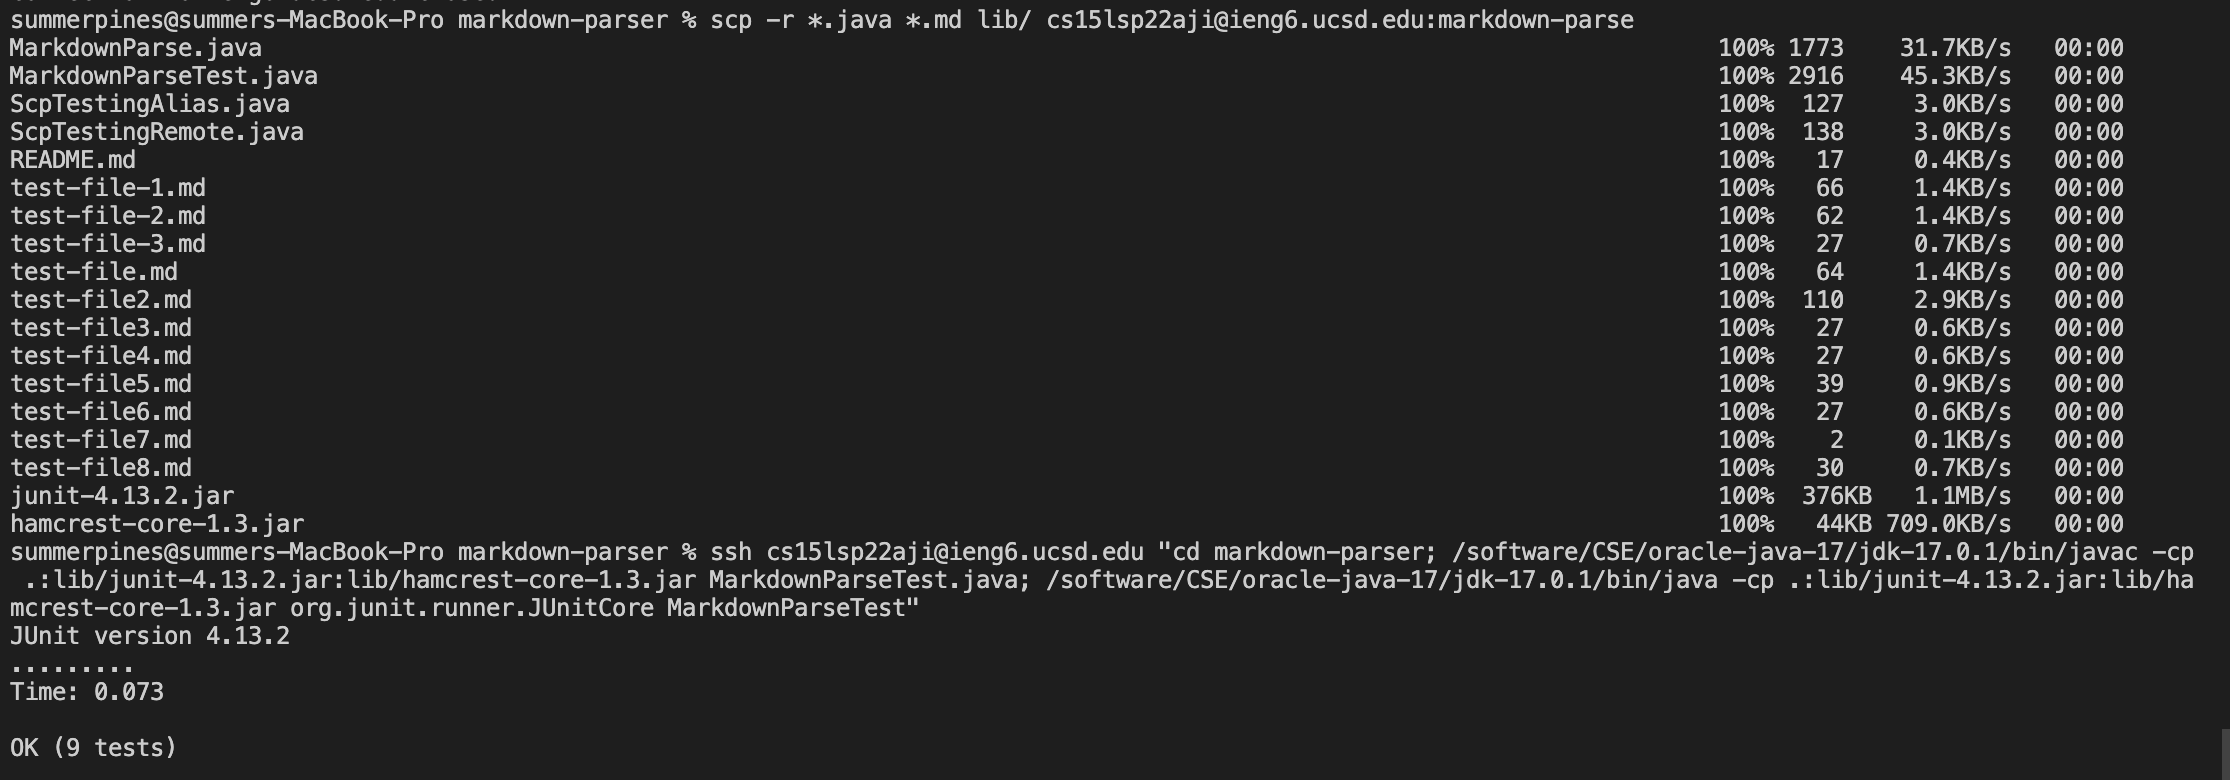 summerpines@summers-MacBook-Pro markdown-parser % scp -r *.java *.md lib/ cs15lsp22aji@ieng6.ucsd.edu:markdown-parse
MarkdownParse.java 100% 1773 31.7KB/s 00:00
MarkdownParseTest.java 100% 2916 45.3KB/s 00:00
ScpTestingAlias.java 100% 127 3.0KB/s 00:00
ScpTestingRemote.java 100% 138 3.0KB/s 00:00
README.md 100% 17 0.4KB/s 00:00
test-file-1.md 100% 66 1.4KB/s 00:00
test-file-2.md 100% 62 1.4KB/s 00:00
test-file-3.md 100% 27 0.7KB/s 00:00
test-file.md 100% 64 1.4KB/s 00:00
test-file2.md 100% 110 2.9KB/s 00:00
test-file3.md 100% 27 0.6KB/s 00:00
test-file4.md 100% 27 0.6KB/s 00:00
test-file5.md 100% 39 0.9KB/s 00:00
test-file6.md 100% 27 0.6KB/s 00:00
test-file7.md 100% 2 0.1KB/s 00:00
test-file8.md 100% 30 0.7KB/s 00:00
junit-4.13.2.jar 100% 376KB 1.1MB/s 00:00
hamcrest-core-1.3.jar 100% 44KB 709.0KB/s 00:00
summerpines@summers-MacBook-Pro markdown-parser % ssh cs15lsp22aji@ieng6.ucsd.edu "cd markdown-parser; /software/CSE/oracle-java-17/jdk-17.0.1/bin/javac -cp
.:lib/junit-4.13.2.jar:lib/hamcrest-core-1.3.jar MarkdownParseTest.java; /software/CSE/oracle-java-17/jdk-17.0.1/bin/java -cp .:lib/junit-4.13.2.jar:lib/ha
mcrest-core-1.3.jar org.junit.runner.JUnitCore MarkdownParseTest"
JUnit version 4.13.2
.........
Time: 0.073
OK (9 tests)